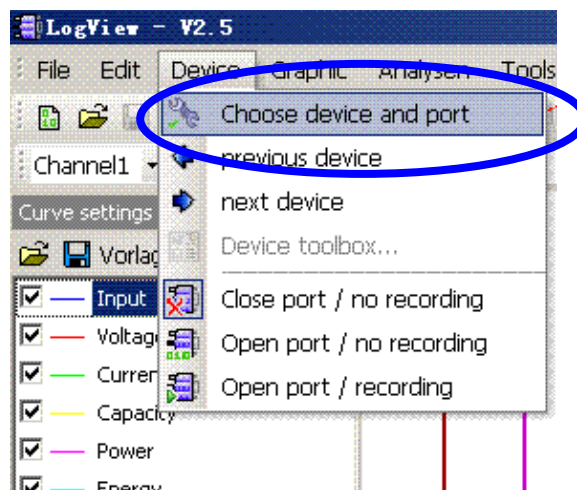 LogView - V2.5
File Edit Device Graphic Analysen Tools
Choose device and port
Channel1 previous device
Curve settings next device
Vorlag Device toolbox...
Input Close port / no recording
Voltage Open port / no recording
Curren Open port / recording
Capacity
Power
Energy